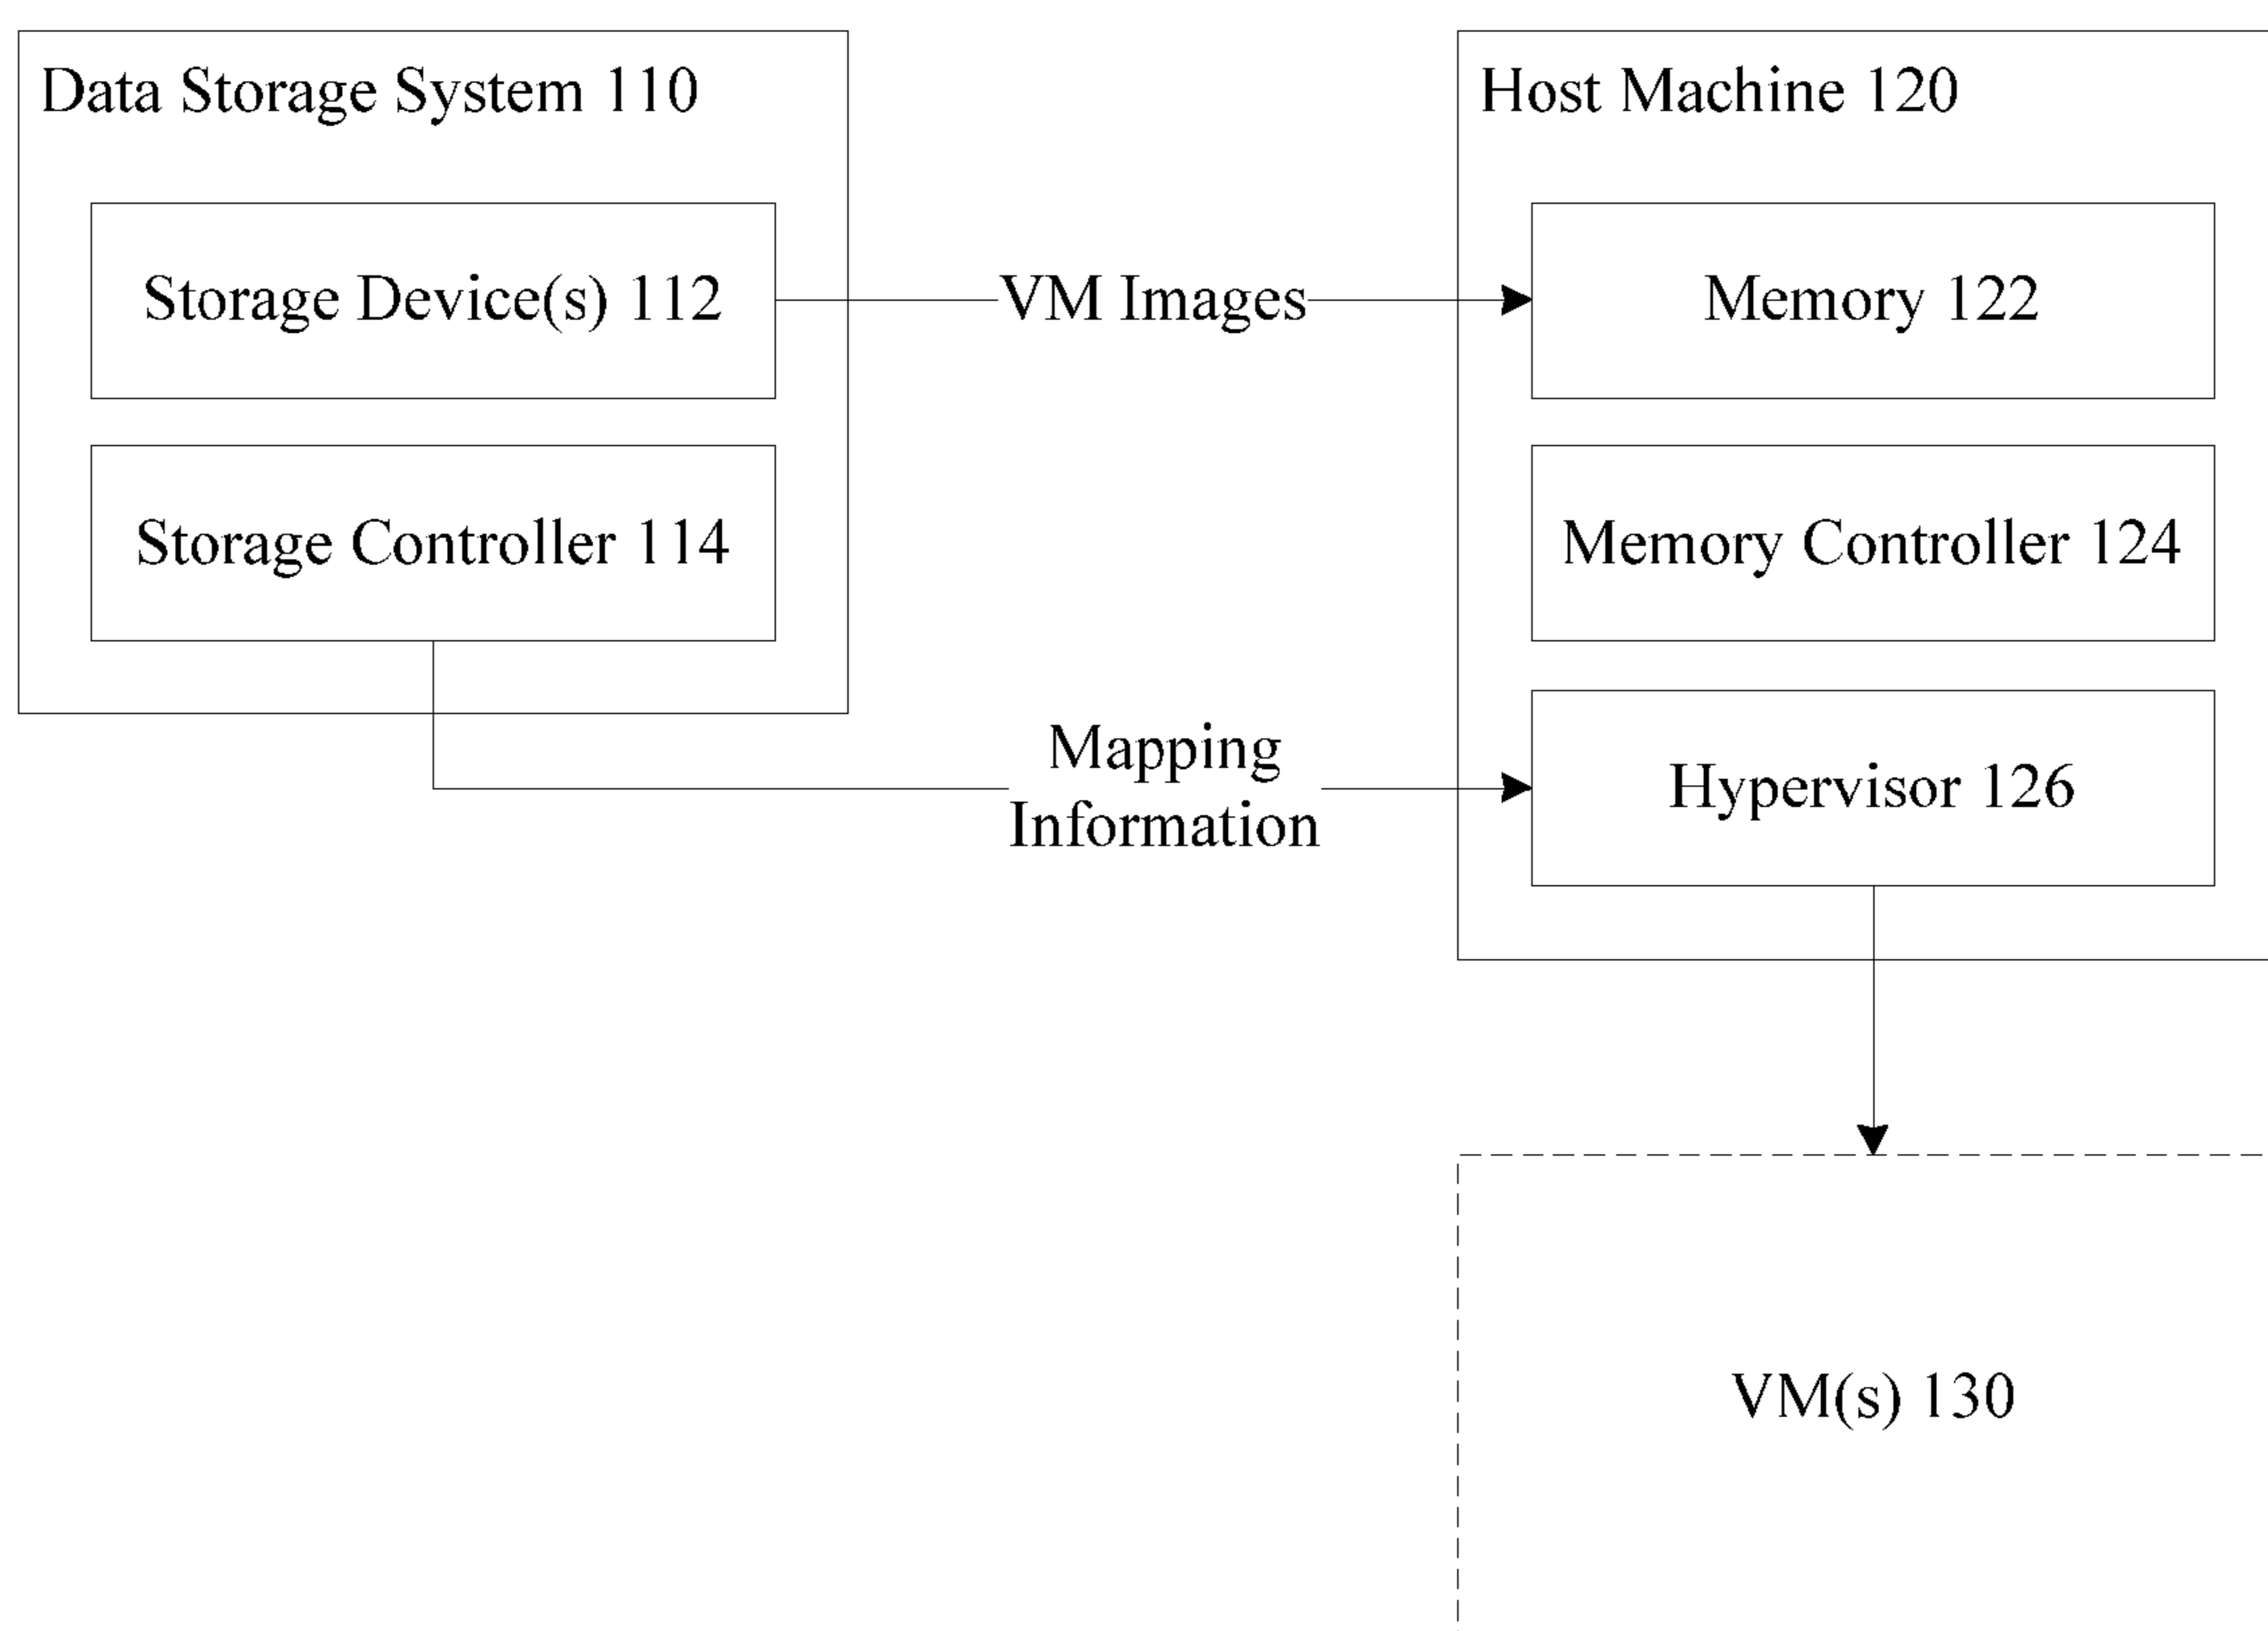 Data Storage System 110
Storage Device(s) 112
Storage Controller 114
VM Images
Mapping
Information
Host Machine 120
Memory 122
Memory Controller 124
Hypervisor 126
VM(s) 130